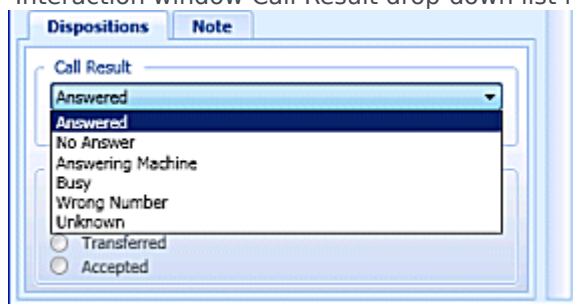 Interaction window Call Result drop-down list
Dispositions Note
Call Result
Answered
Answered
No Answer
Answering Machine
Busy
Wrong Number
Unknown
Transferred
Accepted